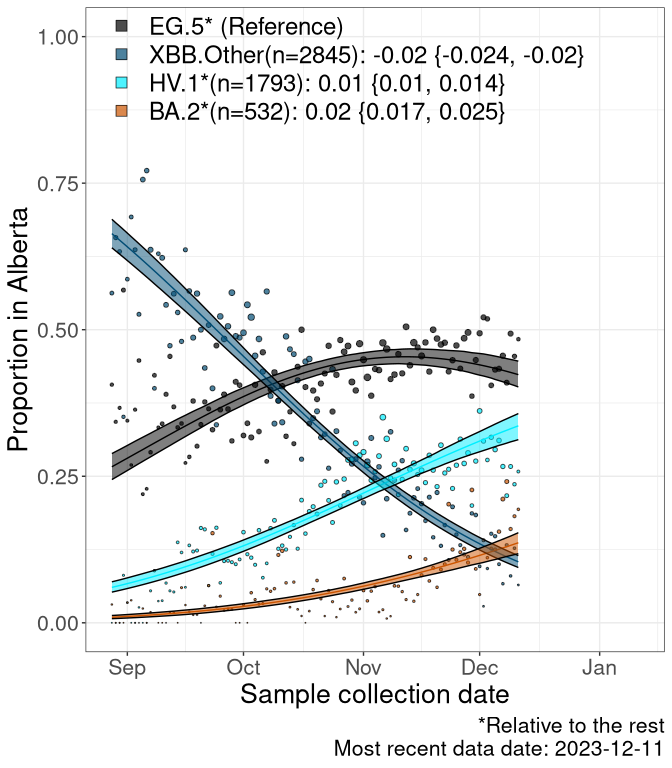 EG.5* (Reference)
XBB.Other(n=2845): -0.02 {-0.024, -0.02}
HV.1*(n=1793): 0.01 {0.01, 0.014}
BA.2*(n=532): 0.02 {0.017, 0.025}
1.00
0.75
0.50
0.25
0.00
Proportion in Alberta
Sep Oct Nov Dec Jan
Sample collection date
*Relative to the rest
Most recent data date: 2023-12-11